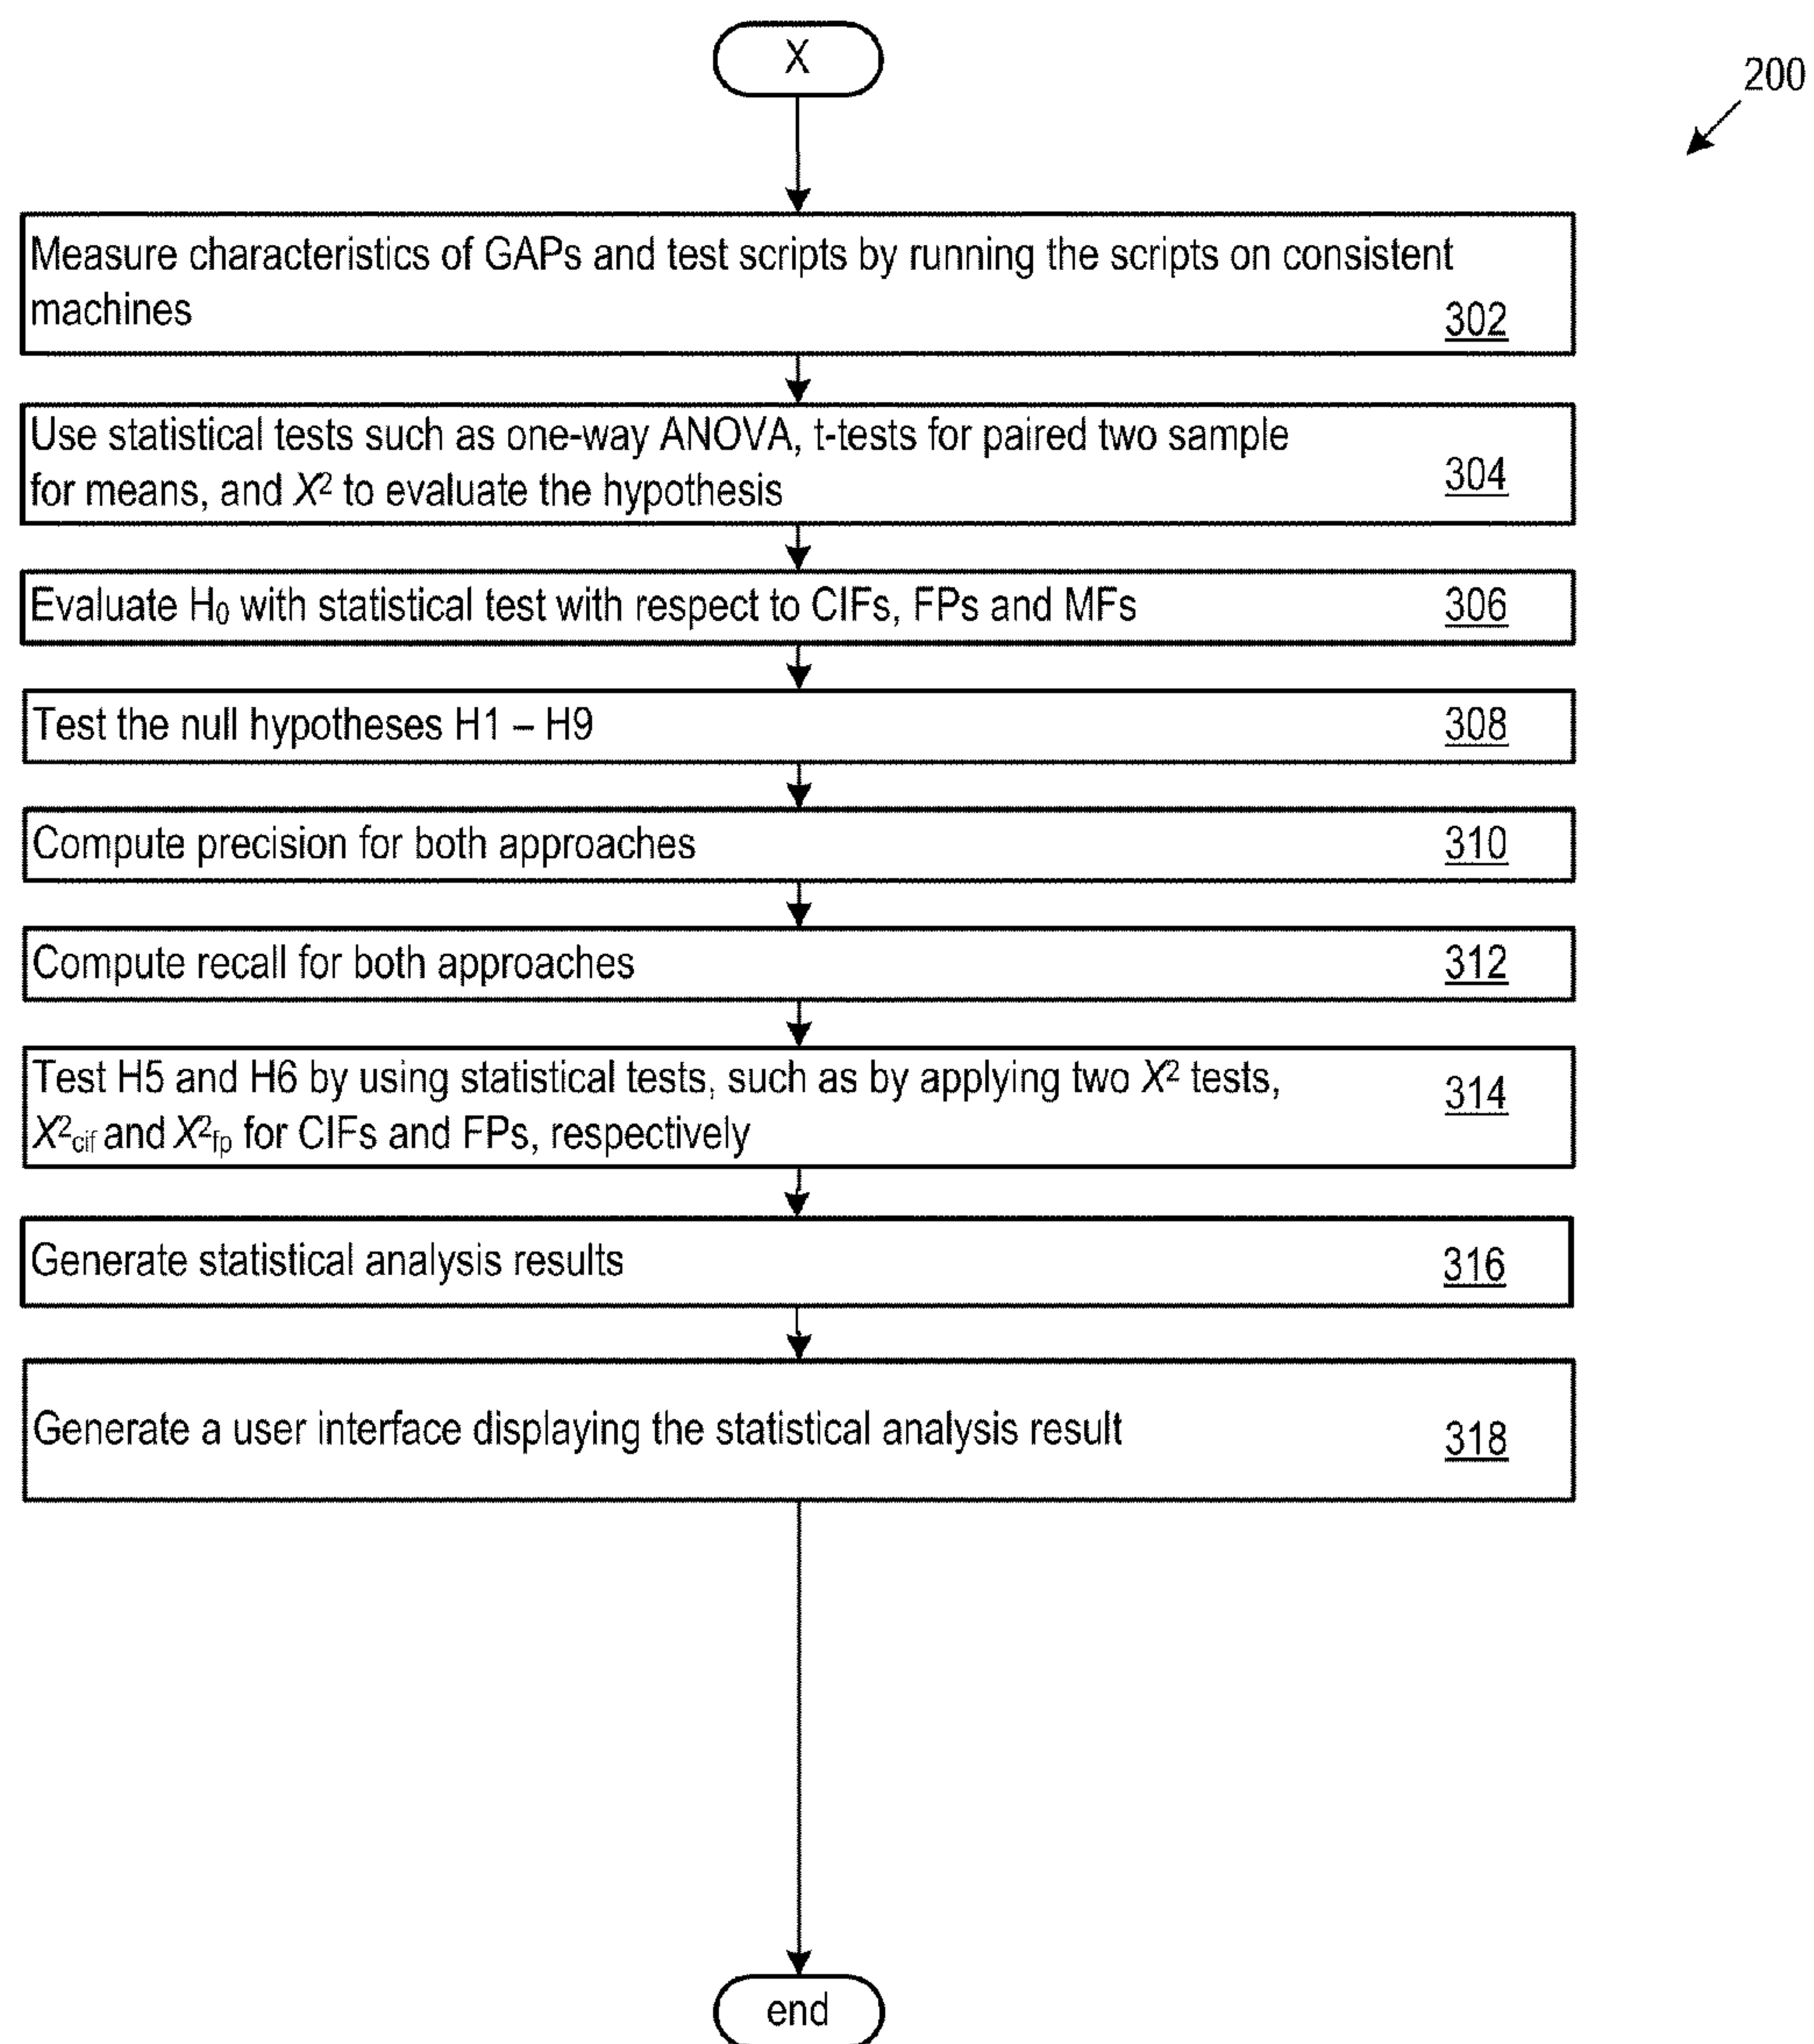 X
200
Measure characteristics of GAPs and test scripts by running the scripts on consistent
machines
302
Use statistical tests such as one-way ANOVA, t-tests for paired two sample
for means, and X² to evaluate the hypothesis
304
Evaluate H₀ with statistical test with respect to CIFs, FPs and MFs
306
Test the null hypotheses H1 – H9
308
Compute precision for both approaches
310
Compute recall for both approaches
312
Test H5 and H6 by using statistical tests, such as by applying two X² tests,
X²cif and X²fp for CIFs and FPs, respectively
314
Generate statistical analysis results
316
Generate a user interface displaying the statistical analysis result
318
end